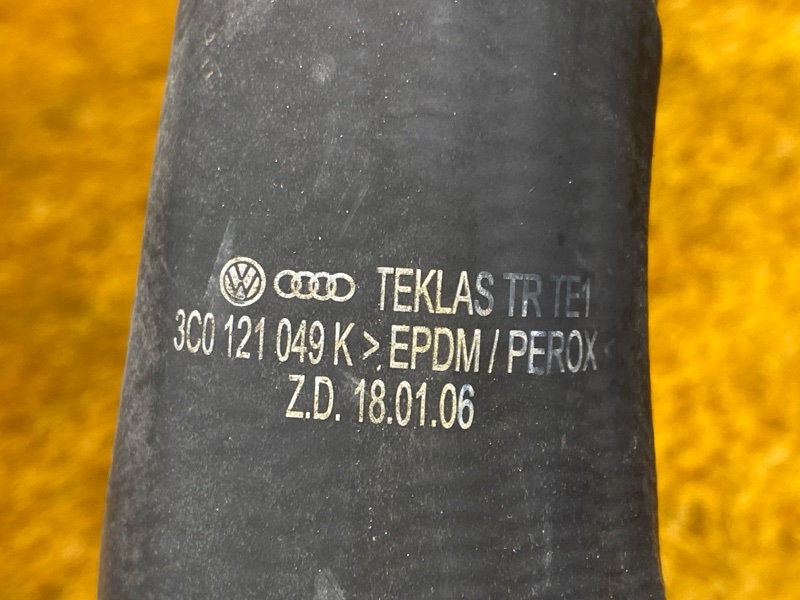 TEKLAS TR TE1
3C0 121 049 K >EPDM / PEROX<
Z.D. 18.01.06